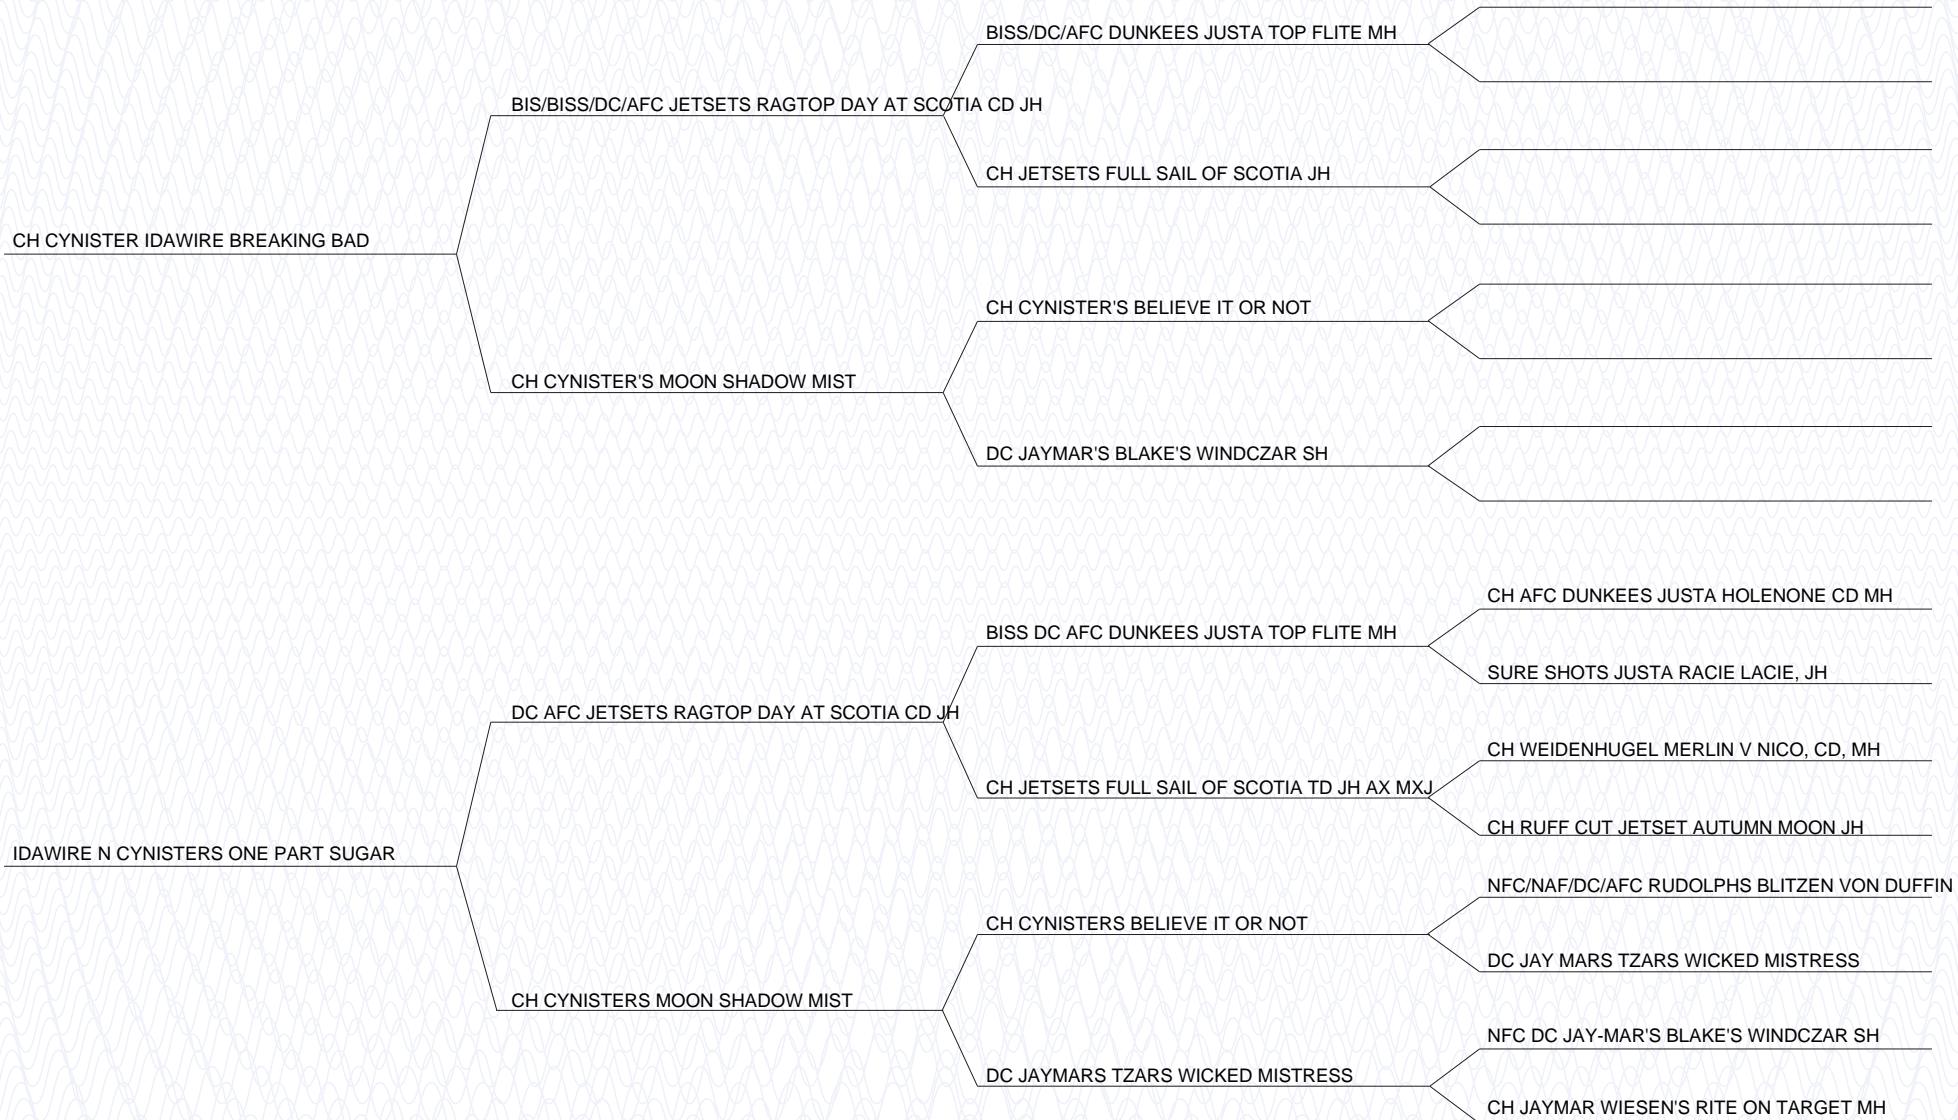 BISS/DC/AFC DUNKEES JUSTA TOP FLITE MH
BIS/BISS/DC/AFC JETSETS RAGTOP DAY AT SCOTIA CD JH
CH JETSETS FULL SAIL OF SCOTIA JH
CH CYNISTER IDAWIRE BREAKING BAD
CH CYNISTER'S BELIEVE IT OR NOT
CH CYNISTER'S MOON SHADOW MIST
DC JAYMAR'S BLAKE'S WINDCZAR SH
CH AFC DUNKEES JUSTA HOLENONE CD MH
BISS DC AFC DUNKEES JUSTA TOP FLITE MH
SURE SHOTS JUSTA RACIE LACIE, JH
DC AFC JETSETS RAGTOP DAY AT SCOTIA CD JH
CH WEIDENHUGEL MERLIN V NICO, CD, MH
CH JETSETS FULL SAIL OF SCOTIA TD JH AX MXJ
CH RUFF CUT JETSET AUTUMN MOON JH
IDAWIRE N CYNISTERS ONE PART SUGAR
NFC/NAF/DC/AFC RUDOLPHS BLITZEN VON DUFFIN
CH CYNISTERS BELIEVE IT OR NOT
DC JAY MARS TZARS WICKED MISTRESS
CH CYNISTERS MOON SHADOW MIST
NFC DC JAY-MAR'S BLAKE'S WINDCZAR SH
DC JAYMARS TZARS WICKED MISTRESS
CH JAYMAR WIESEN'S RITE ON TARGET MH